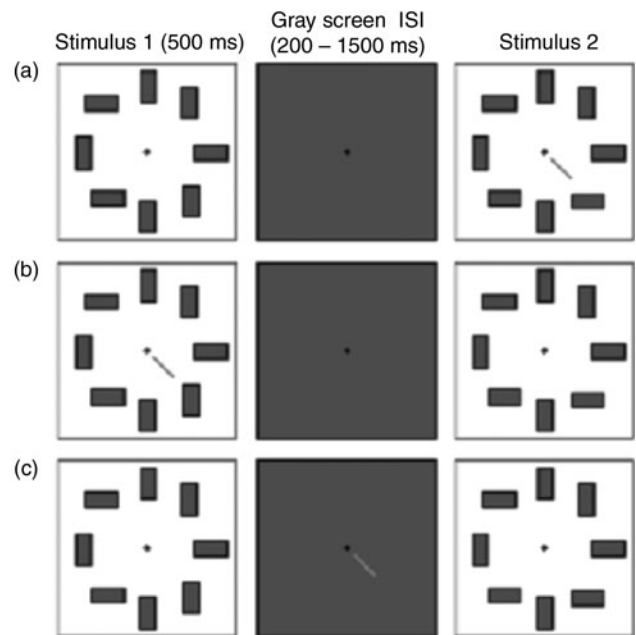 Stimulus 1 (500 ms)
Gray screen ISI
(200 – 1500 ms)
Stimulus 2
(a)
(b)
(c)